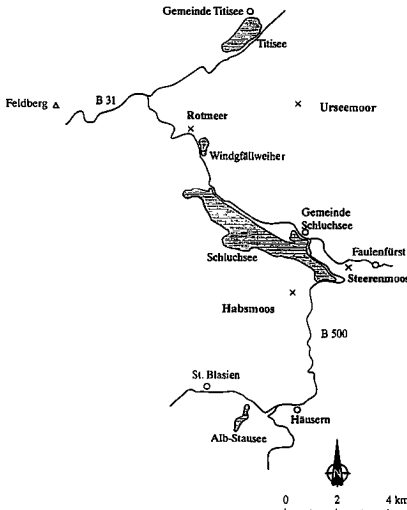 Gemeinde Titisee
Titisee
Feldberg
B 31
Urseemoor
Rotmeer
Windgfällweiher
Gemeinde
Schluchsee
Faulenfürst
Schluchsee
Steerenmoos
Habsmoos
B 500
St. Blasien
Häusern
Alb-Stausee
N
0 2 4 km